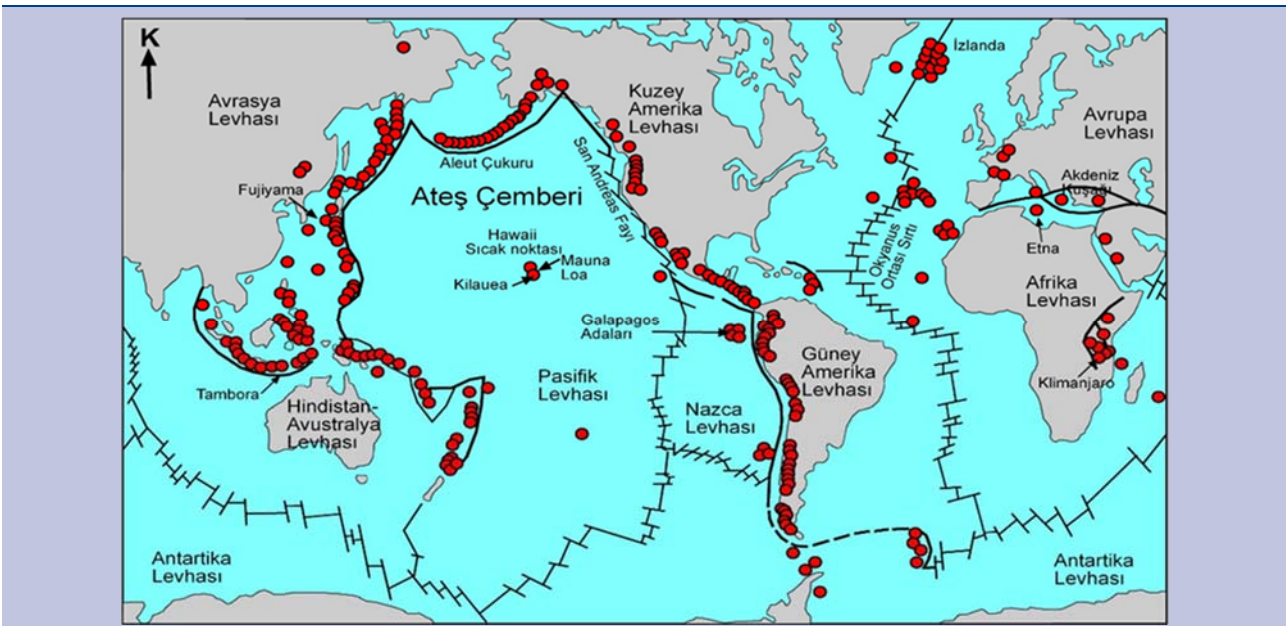 K
İzlanda
Avrasya
Levhası
Kuzey
Amerika
Levhası
Avrupa
Levhası
Aleut Çukuru
San Andreas Fayı
Akdeniz
Kuşağı
Fujiyama
Ateş Çemberi
Hawaii
Sıcak noktası
Mauna
Loa
Kilauea
Okyanus
Ortası Sırtı
Etna
Afrika
Levhası
Galapagos
Adaları
Güney
Amerika
Levhası
Klimanjaro
Tambora
Pasifik
Levhası
Hindistan-
Avustralya
Levhası
Nazca
Levhası
Antartika
Levhası
Antartika
Levhası